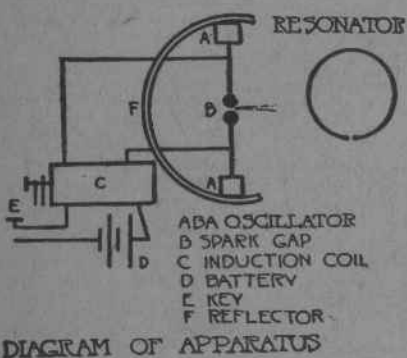 RESONATOR
A
F
B
A
C
E
D
ABA OSCILLATOR
B SPARK GAP
C INDUCTION COIL
D BATTERY
E KEY
F REFLECTOR
DIAGRAM OF APPARATUS